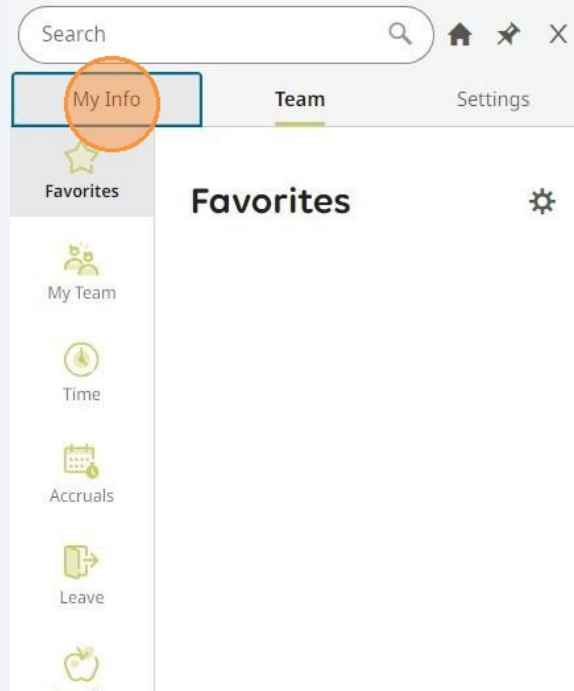 Search
My Info
Team
Settings
Favorites
Favorites
My Team
Time
Accruals
Leave